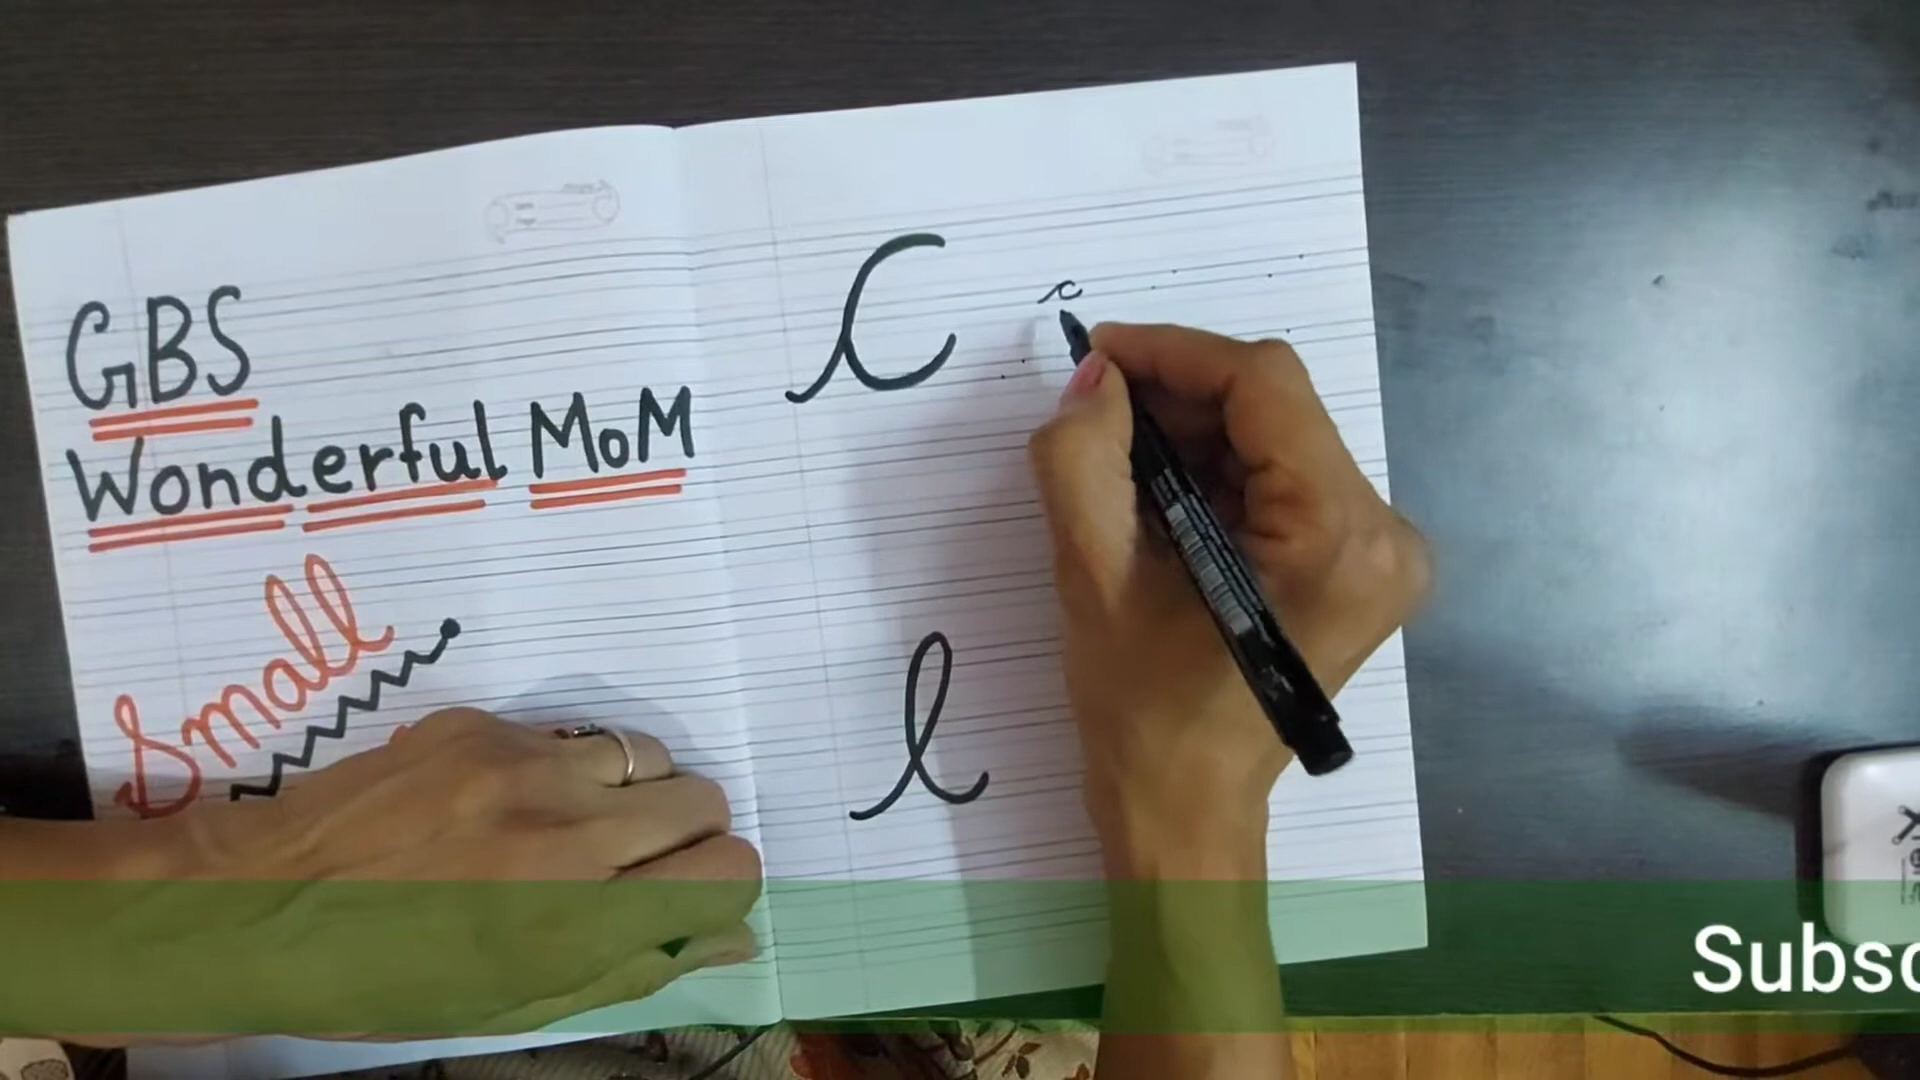 GBS
Wonderful MoM
Small
C c
l
Subsc